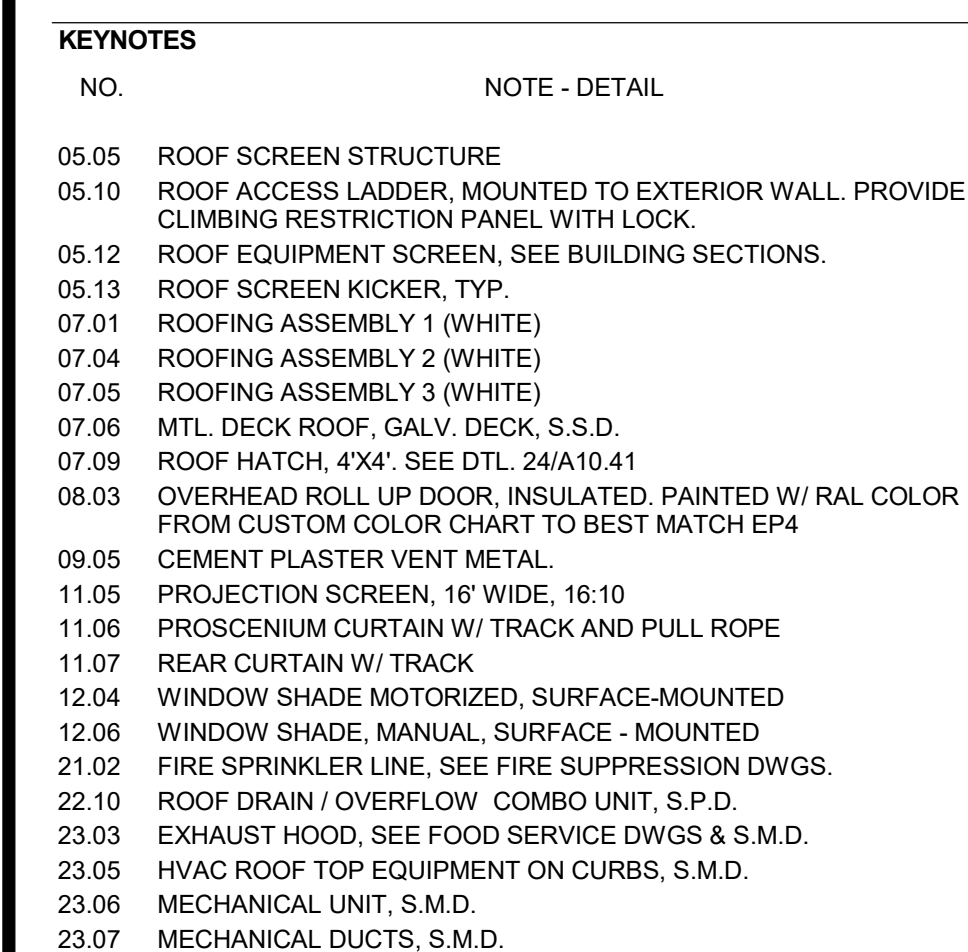 KEYNOTES
NO. NOTE - DETAIL
05.05 ROOF SCREEN STRUCTURE
05.10 ROOF ACCESS LADDER, MOUNTED TO EXTERIOR WALL. PROVIDE
CLIMBING RESTRICTION PANEL WITH LOCK.
05.12 ROOF EQUIPMENT SCREEN, SEE BUILDING SECTIONS.
05.13 ROOF SCREEN KICKER, TYP.
07.01 ROOFING ASSEMBLY 1 (WHITE)
07.04 ROOFING ASSEMBLY 2 (WHITE)
07.05 ROOFING ASSEMBLY 3 (WHITE)
07.06 MTL. DECK ROOF, GALV. DECK, S.S.D.
07.09 ROOF HATCH, 4'X4'. SEE DTL. 24/A10.41
08.03 OVERHEAD ROLL UP DOOR, INSULATED. PAINTED W/ RAL COLOR
FROM CUSTOM COLOR CHART TO BEST MATCH EP4
09.05 CEMENT PLASTER VENT METAL.
11.05 PROJECTION SCREEN, 16' WIDE, 16:10
11.06 PROSCENIUM CURTAIN W/ TRACK AND PULL ROPE
11.07 REAR CURTAIN W/ TRACK
12.04 WINDOW SHADE MOTORIZED, SURFACE-MOUNTED
12.06 WINDOW SHADE, MANUAL, SURFACE - MOUNTED
21.02 FIRE SPRINKLER LINE, SEE FIRE SUPPRESSION DWGS.
22.10 ROOF DRAIN / OVERFLOW COMBO UNIT, S.P.D.
23.03 EXHAUST HOOD, SEE FOOD SERVICE DWGS & S.M.D.
23.05 HVAC ROOF TOP EQUIPMENT ON CURBS, S.M.D.
23.06 MECHANICAL UNIT, S.M.D.
23.07 MECHANICAL DUCTS, S.M.D.